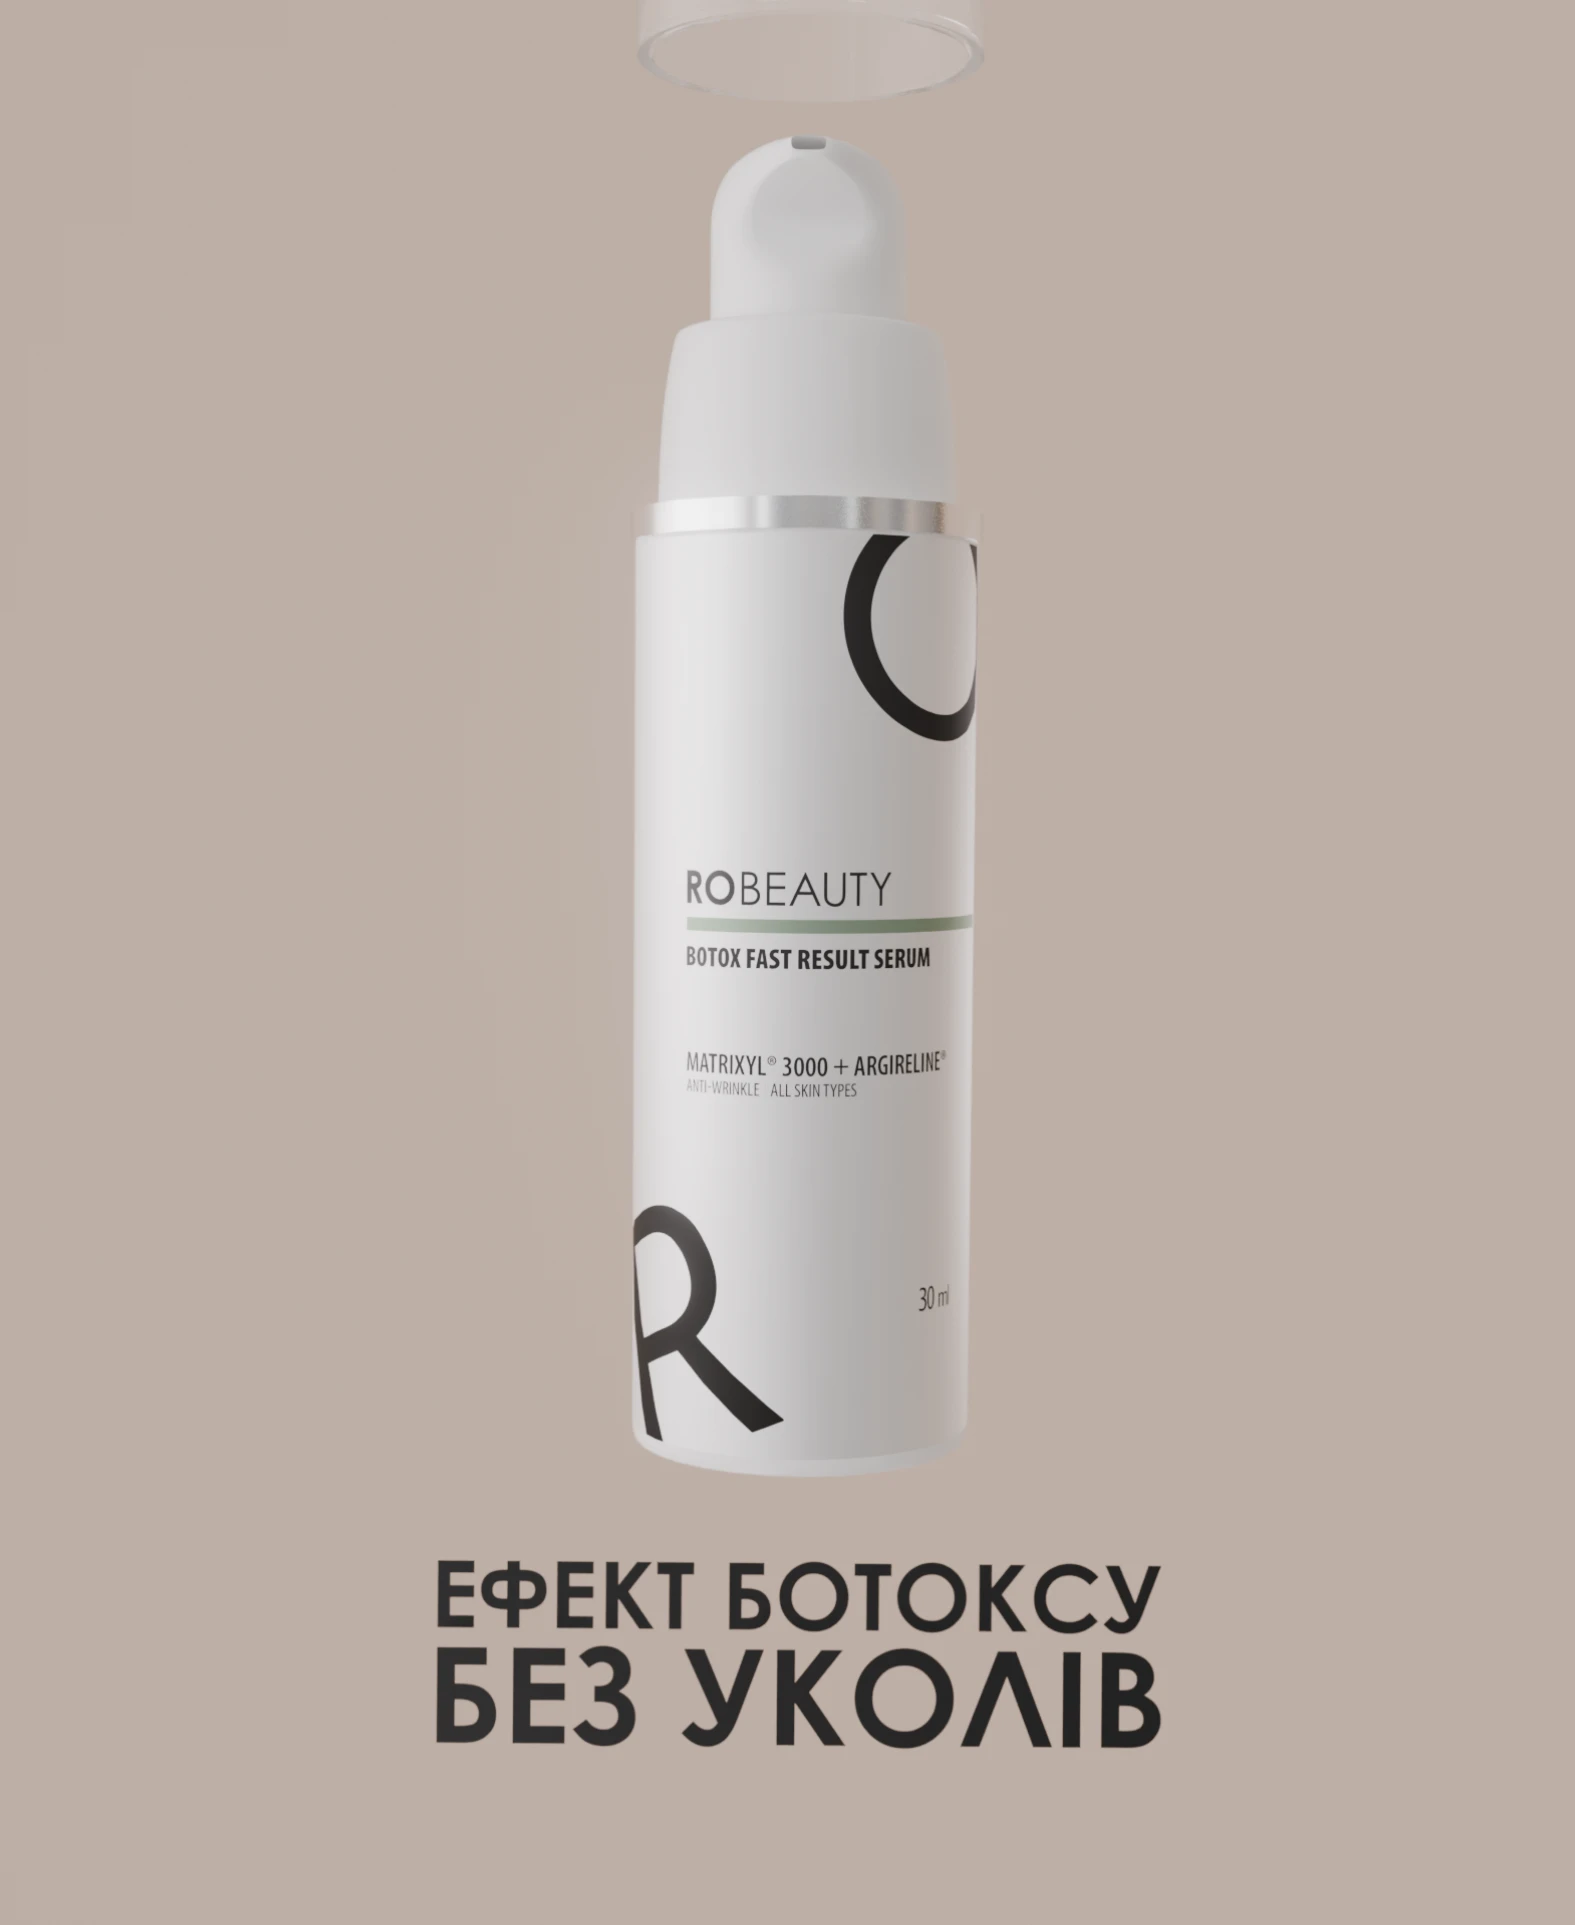 ROBEAUTY
BOTOX FAST RESULT SERUM
MATRIXYL® 3000 + ARGIRELINE®
ANTI-WRINKLE ALL SKIN TYPES
30 ml
O
R
ЕФЕКТ БОТОКСУ
БЕЗ УКОЛІВ